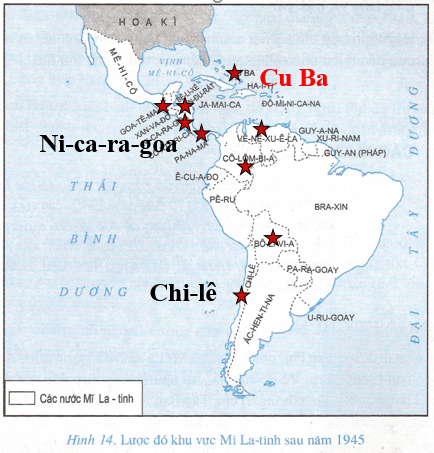 HOA KÌ
MÊ-HI-CÔ
VỊNH
MÊ-HI-CÔ
BA
Cu Ba
HA-I-TI
ĐÔ-MI-NI-CA-NA
JA-MAI-CA
GOA-TÊ-MA
XAN-VA-ĐO
Ni-ca-ra-goa
PA-NA-MA
VÊ-NÊ-XU-Ê-LA
GUY-A-NA
XU-RI-NAM
GUY-AN (PHÁP)
CÔ-LÔM-BI-A
Ê-CU-A-ĐO
PÊ-RU
BRA-XIN
BÔ-LI-VI-A
PA-RA-GOAY
CHI-LÊ
Chi-lê
ÁC-HEN-TI-NA
U-RU-GOAY
THÁI
BÌNH
DƯƠNG
ĐẠI TÂY DƯƠNG
Các nước Mĩ La - tinh
Hình 14. Lược đồ khu vực Mĩ La-tinh sau năm 1945